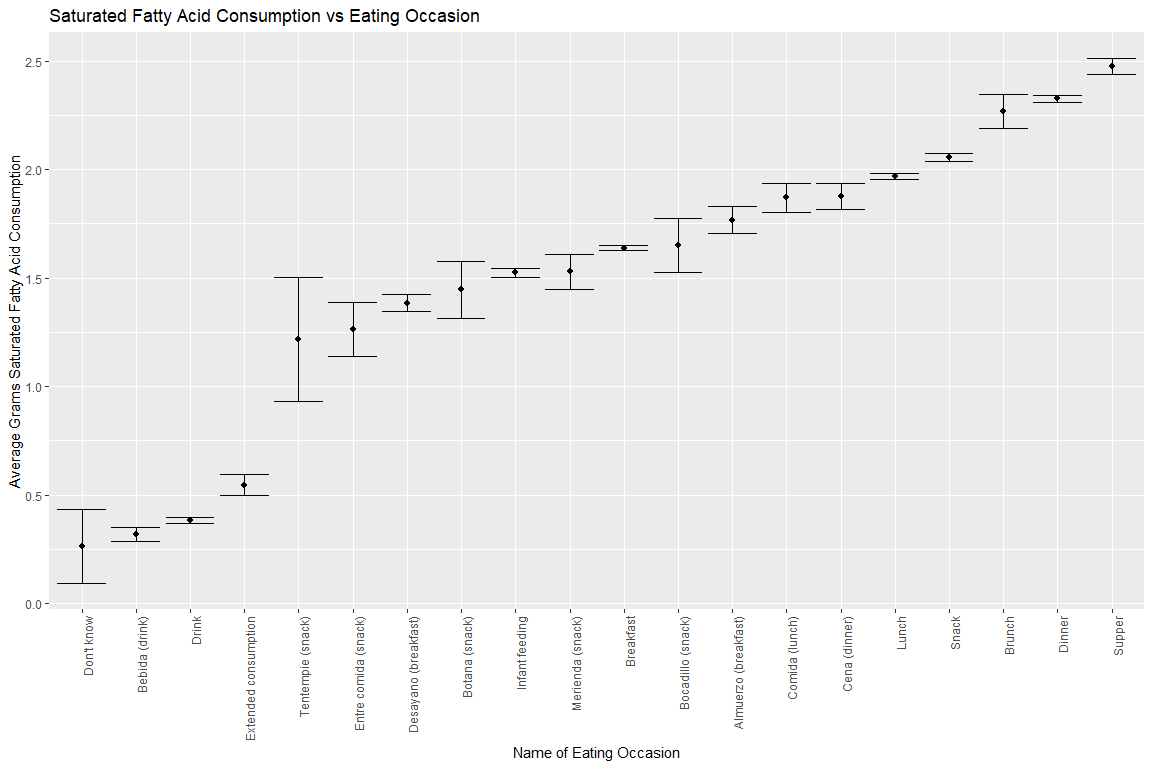 Saturated Fatty Acid Consumption vs Eating Occasion
Average Grams Saturated Fatty Acid Consumption
2.5
2.0
1.5
1.0
0.5
0.0
Don't know
Bebida (drink)
Drink
Extended consumption
Tentempie (snack)
Entre comida (snack)
Desayano (breakfast)
Botana (snack)
Infant feeding
Merienda (snack)
Breakfast
Bocadillo (snack)
Almuerzo (breakfast)
Comida (lunch)
Cena (dinner)
Lunch
Snack
Brunch
Dinner
Supper
Name of Eating Occasion